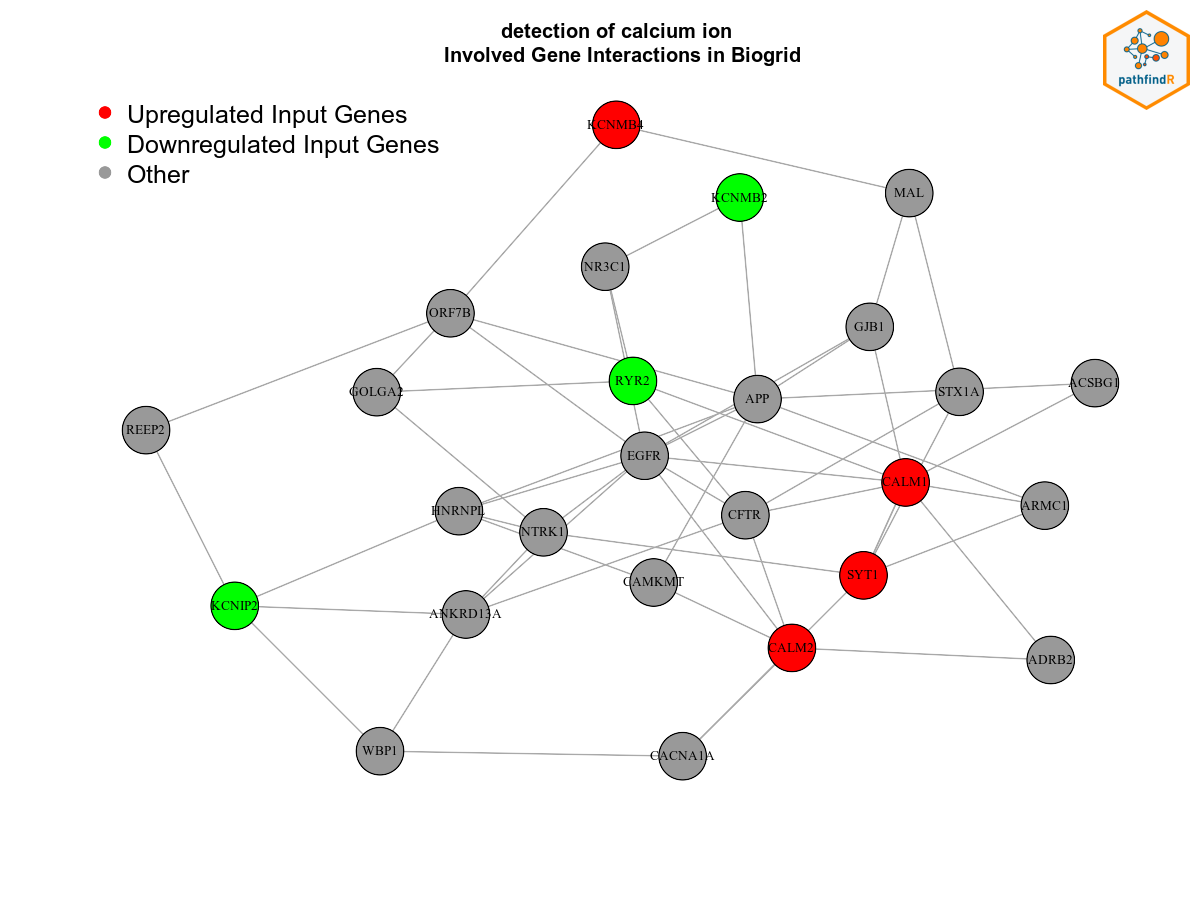 detection of calcium ion
Involved Gene Interactions in Biogrid
pathfindR
Upregulated Input Genes
Downregulated Input Genes
Other
KCNMB4
KCNMB2
MAL
NR3C1
ORF7B
GJB1
RYR2
GOLGA2
APP
STX1A
ACSBG1
REEP2
EGFR
CALM1
HNRNPL
NTRK1
CFTR
ARMC1
SYT1
CAMKMT
KCNIP2
ANKRD13A
CALM2
ADRB2
WBP1
CACNA1A